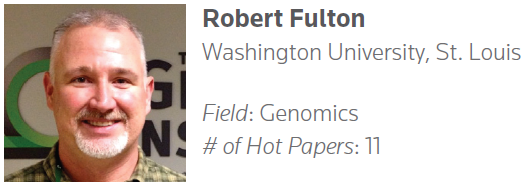 Robert Fulton
Washington University, St. Louis
Field: Genomics
# of Hot Papers: 11